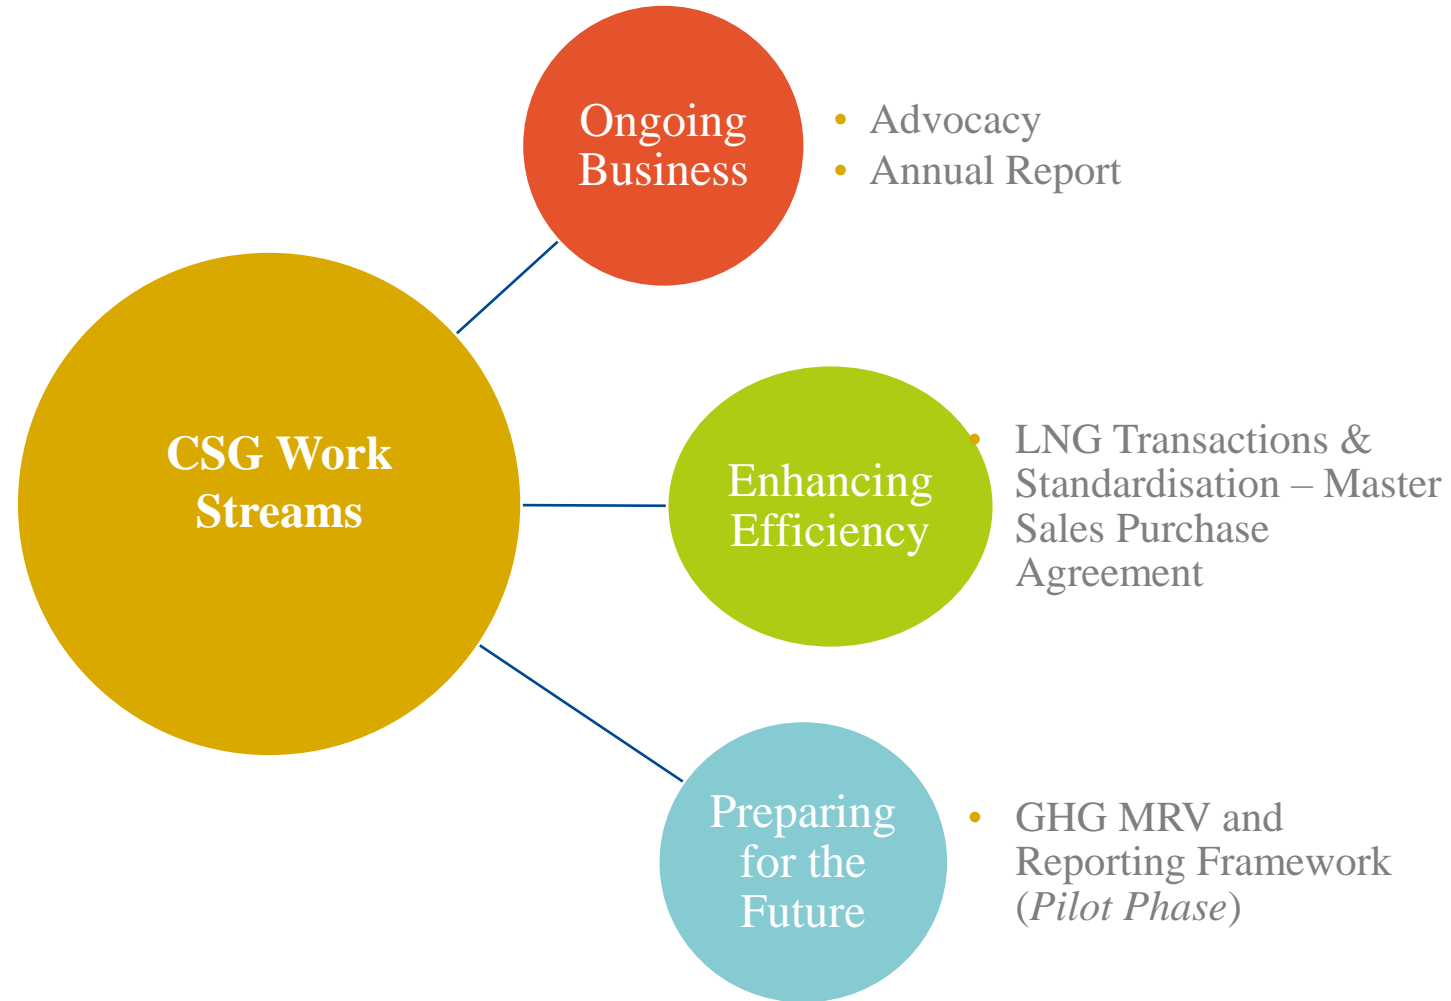 Ongoing
Business
• Advocacy
• Annual Report
CSG Work
Streams
Enhancing
Efficiency
• LNG Transactions &
Standardisation – Master
Sales Purchase
Agreement
Preparing
for the
Future
• GHG MRV and
Reporting Framework
(Pilot Phase)